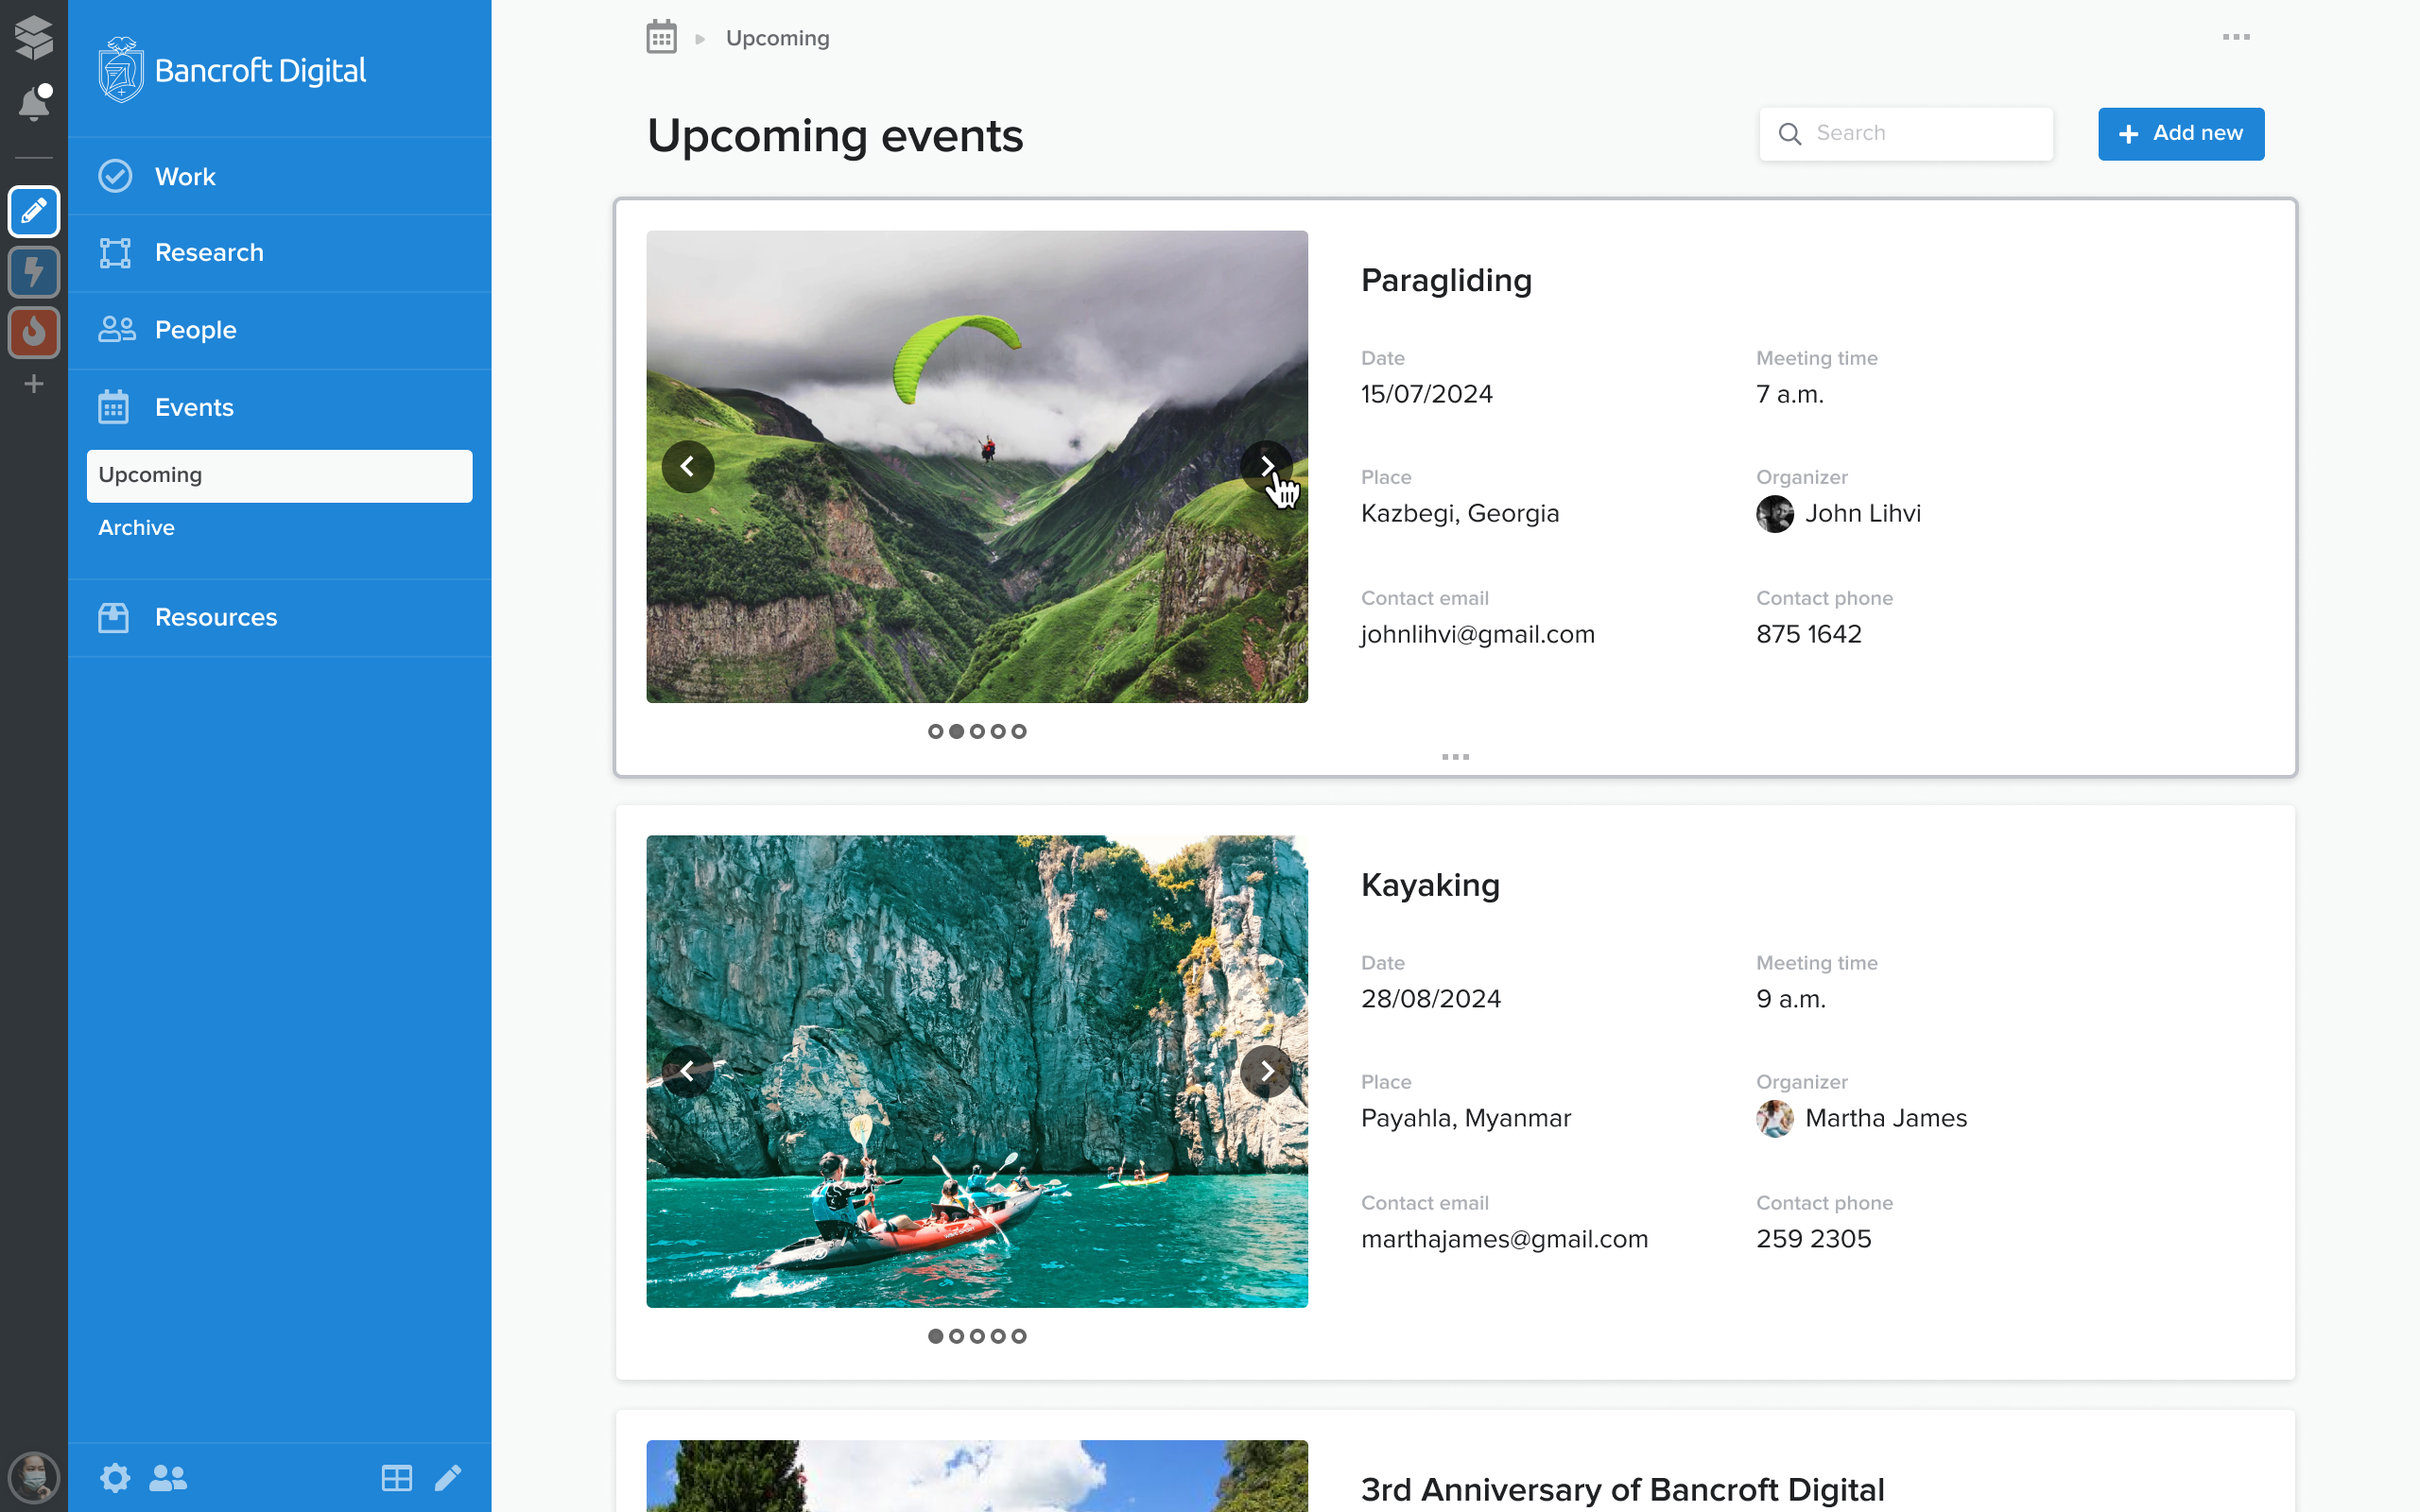 Bancroft Digital
Work
Research
People
Events
Upcoming
Archive
Resources
Upcoming
Upcoming events
Search
Add new
Paragliding
Date
Meeting time
15/07/2024
7 a.m.
Place
Organizer
Kazbegi, Georgia
John Lihvi
Contact email
Contact phone
johnlihvi@gmail.com
875 1642
Kayaking
Date
Meeting time
28/08/2024
9 a.m.
Place
Organizer
Payahla, Myanmar
Martha James
Contact email
Contact phone
marthajames@gmail.com
259 2305
3rd Anniversary of Bancroft Digital